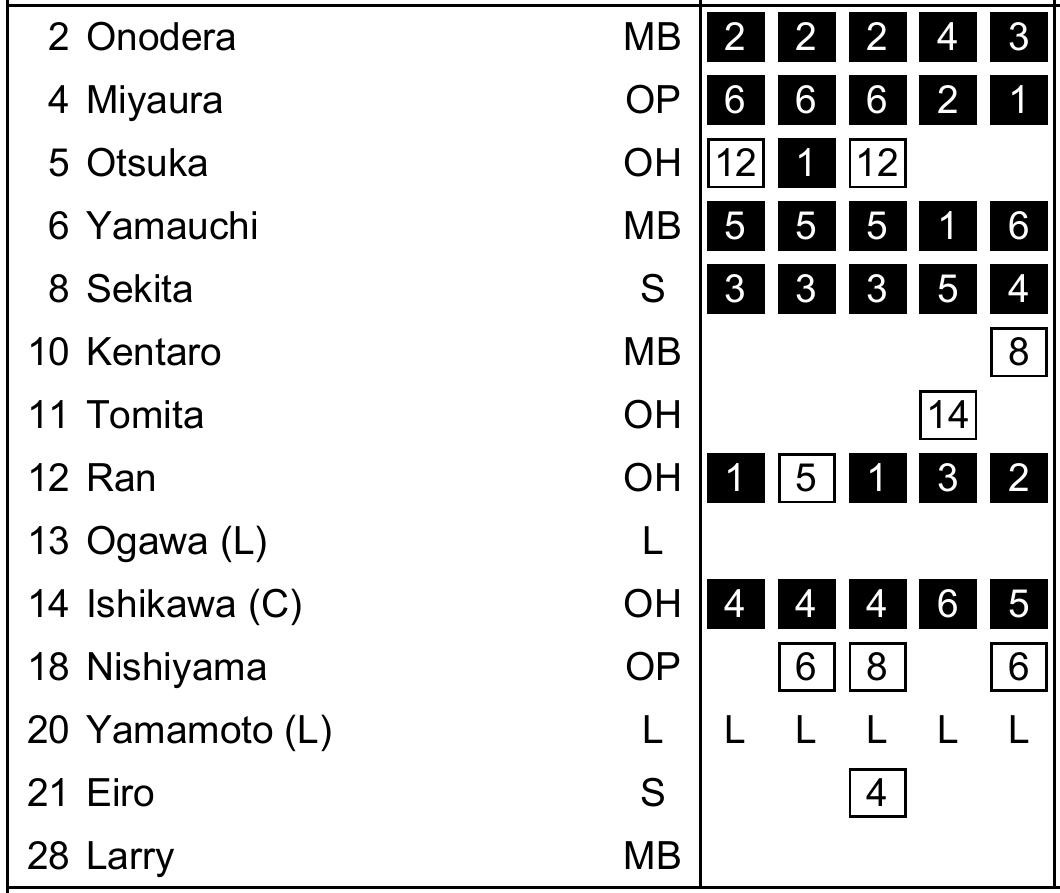 2 Onodera MB 2 2 2 4 3
4 Miyaura OP 6 6 6 2 1
5 Otsuka OH 12 1 12
6 Yamauchi MB 5 5 5 1 6
8 Sekita S 3 3 3 5 4
10 Kentaro MB 8
11 Tomita OH 14
12 Ran OH 1 5 1 3 2
13 Ogawa (L) L
14 Ishikawa (C) OH 4 4 4 6 5
18 Nishiyama OP 6 8 6
20 Yamamoto (L) L L L L L L
21 Eiro S 4
28 Larry MB